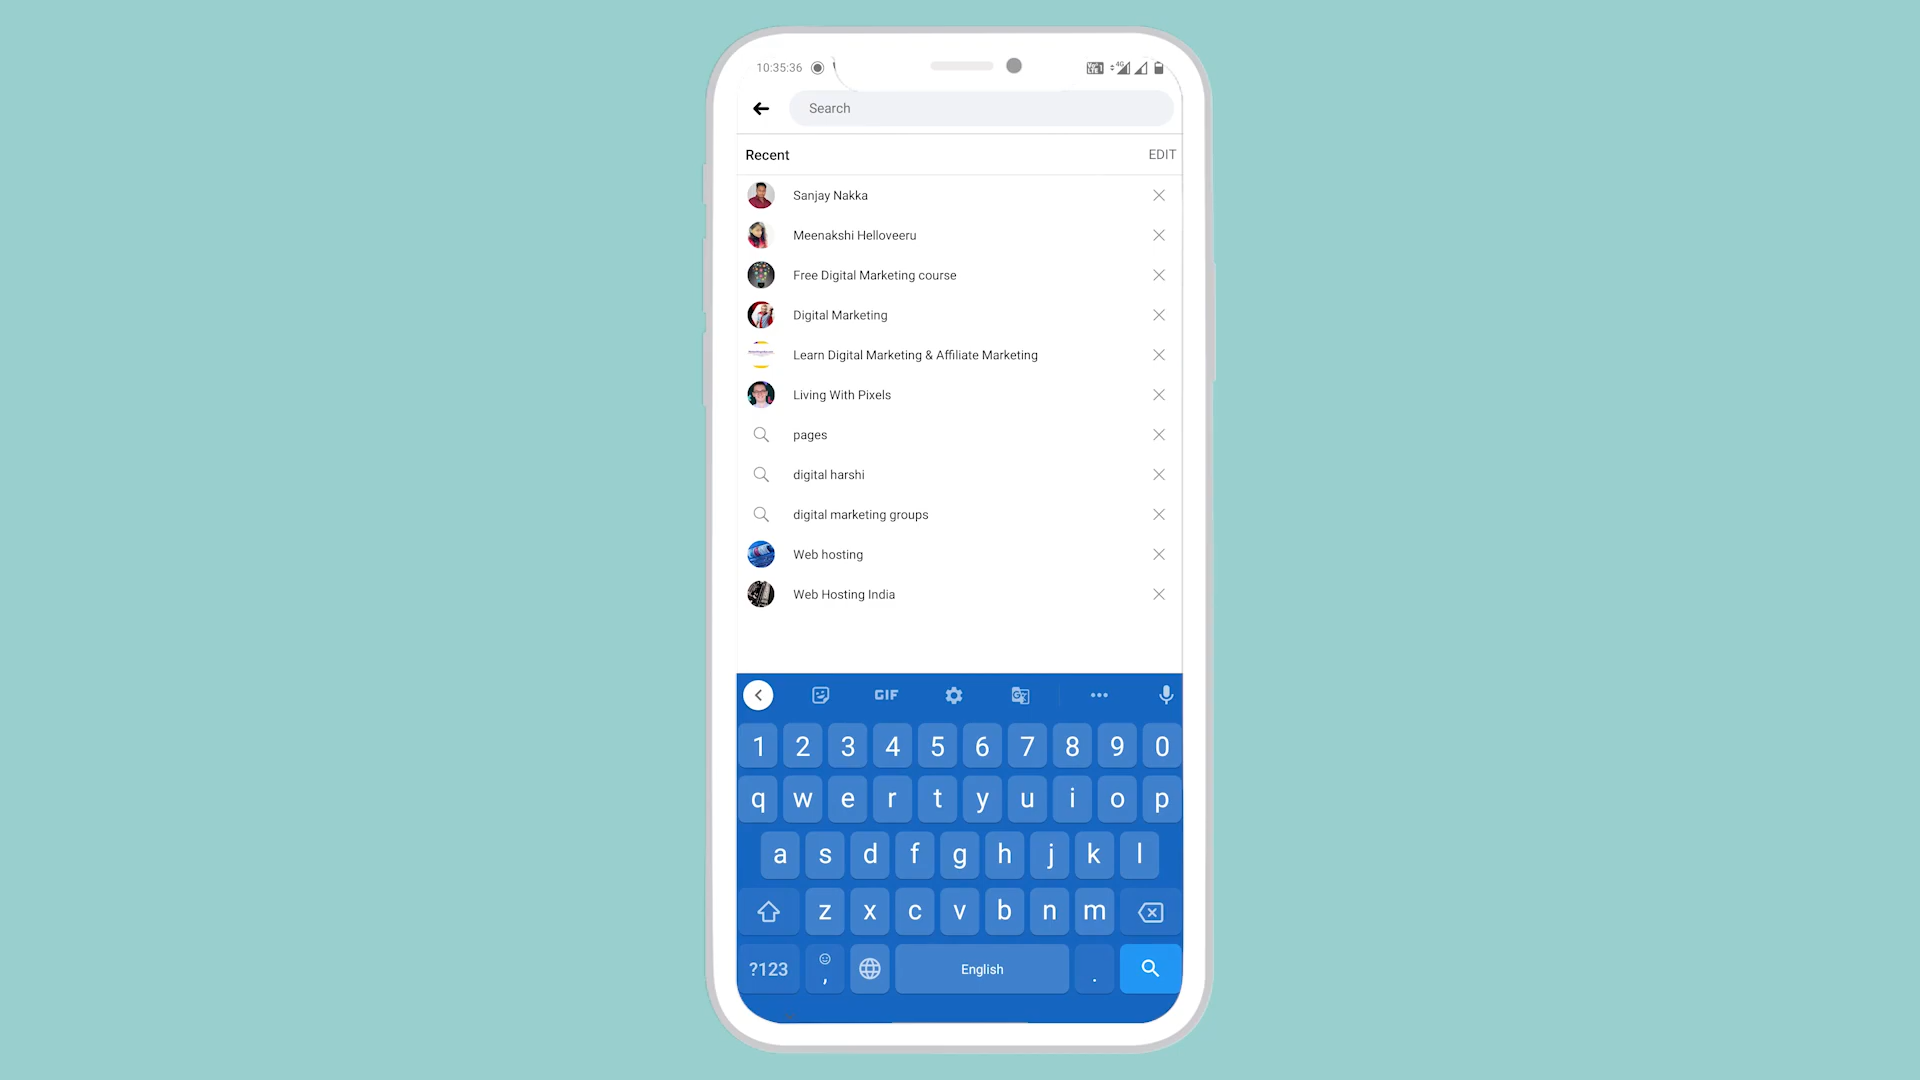 10:35:36
4G
Search
Recent
EDIT
Sanjay Nakka
Meenakshi Helloveeru
Free Digital Marketing course
Digital Marketing
Learn Digital Marketing & Affiliate Marketing
Living With Pixels
pages
digital harshi
digital marketing groups
Web hosting
Web Hosting India
GIF
1 2 3 4 5 6 7 8 9 0
q w e r t y u i o p
a s d f g h j k l
z x c v b n m
?123 , English .